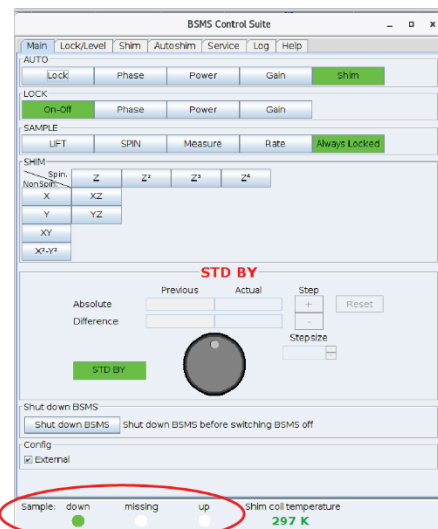 BSMS Control Suite
Main Lock/Level Shim Autoshim Service Log Help
AUTO
Lock Phase Power Gain Shim
LOCK
On-Off Phase Power Gain
SAMPLE
LIFT SPIN Measure Rate Always Locked
SHIM
Spin. Z Z² Z³ Z⁴
NonSpin.
X XZ
Y YZ
XY
X²-Y²
STD BY
Previous Actual Step
Absolute + Reset
Difference -
Stepsize
STD BY
Shut down BSMS
Shut down BSMS Shut down BSMS before switching BSMS off
Config
External
Sample: down missing up Shim coil temperature
297 K